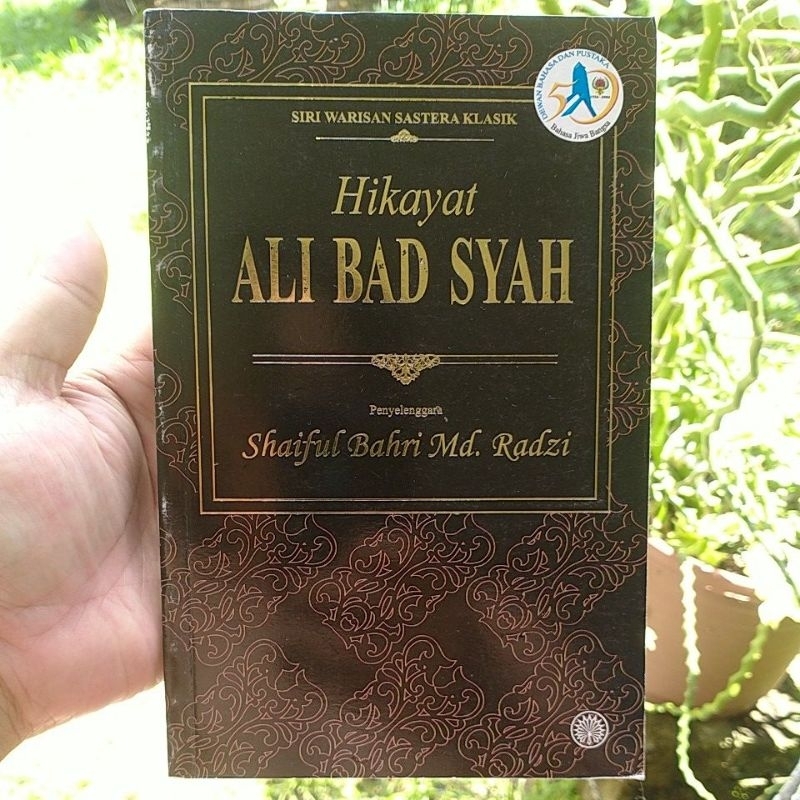 SIRI WARISAN SASTERA KLASIK
DEWAN BAHASA DAN PUSTAKA
50
Bahasa Jiwa Bangsa
Hikayat
ALI BAD SYAH
Penyelenggara
Shaiful Bahri Md. Radzi